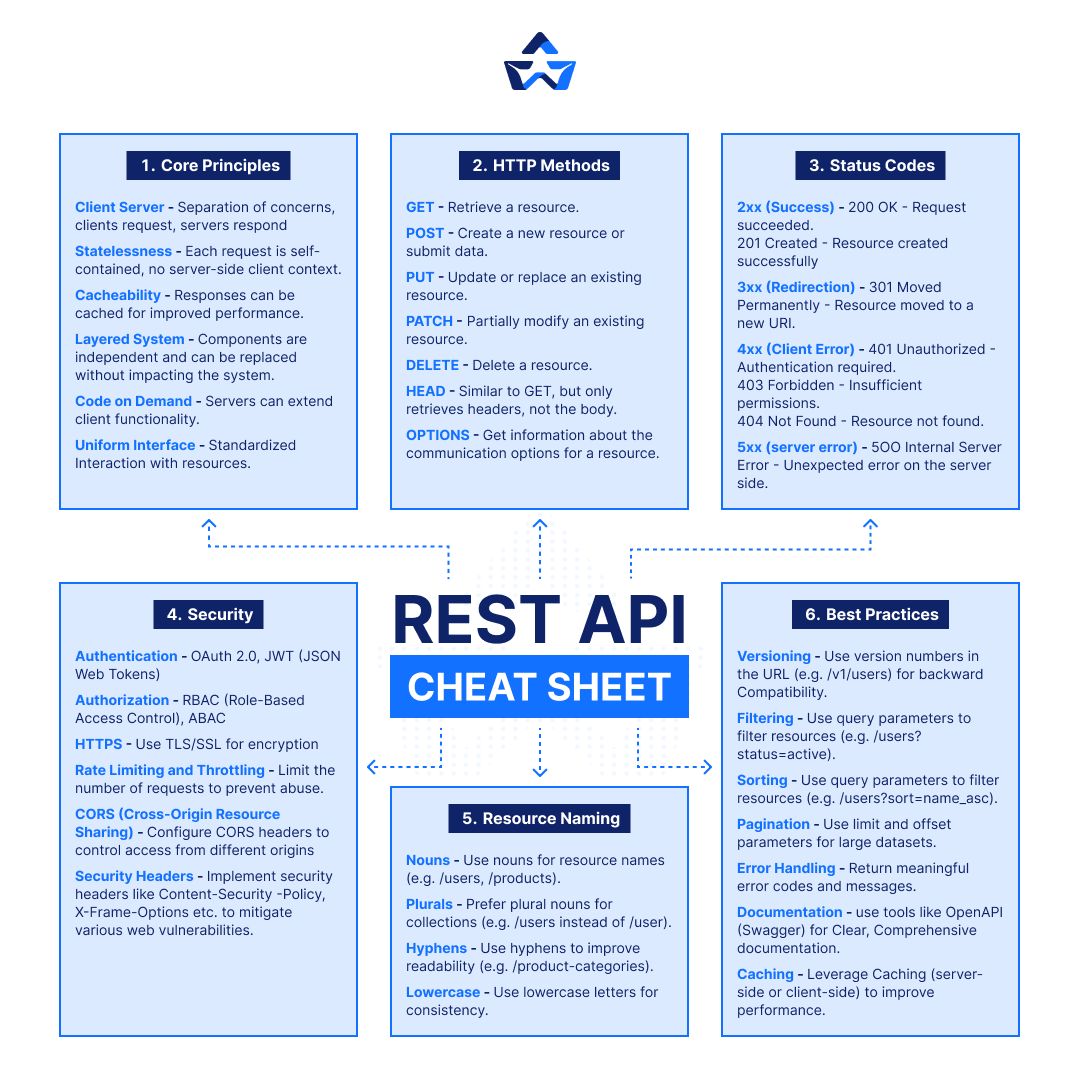 1. Core Principles
Client Server - Separation of concerns,
clients request, servers respond
Statelessness - Each request is self-
contained, no server-side client context.
Cacheability - Responses can be
cached for improved performance.
Layered System - Components are
independent and can be replaced
without impacting the system.
Code on Demand - Servers can extend
client functionality.
Uniform Interface - Standardized
Interaction with resources.
2. HTTP Methods
GET - Retrieve a resource.
POST - Create a new resource or
submit data.
PUT - Update or replace an existing
resource.
PATCH - Partially modify an existing
resource.
DELETE - Delete a resource.
HEAD - Similar to GET, but only
retrieves headers, not the body.
OPTIONS - Get information about the
communication options for a resource.
3. Status Codes
2xx (Success) - 200 OK - Request
succeeded.
201 Created - Resource created
successfully
3xx (Redirection) - 301 Moved
Permanently - Resource moved to a
new URI.
4xx (Client Error) - 401 Unauthorized -
Authentication required.
403 Forbidden - Insufficient
permissions.
404 Not Found - Resource not found.
5xx (server error) - 5OO Internal Server
Error - Unexpected error on the server
side.
REST API
CHEAT SHEET
4. Security
Authentication - OAuth 2.0, JWT (JSON
Web Tokens)
Authorization - RBAC (Role-Based
Access Control), ABAC
HTTPS - Use TLS/SSL for encryption
Rate Limiting and Throttling - Limit the
number of requests to prevent abuse.
CORS (Cross-Origin Resource
Sharing) - Configure CORS headers to
control access from different origins
Security Headers - Implement security
headers like Content-Security -Policy,
X-Frame-Options etc. to mitigate
various web vulnerabilities.
5. Resource Naming
Nouns - Use nouns for resource names
(e.g. /users, /products).
Plurals - Prefer plural nouns for
collections (e.g. /users instead of /user).
Hyphens - Use hyphens to improve
readability (e.g. /product-categories).
Lowercase - Use lowercase letters for
consistency.
6. Best Practices
Versioning - Use version numbers in
the URL (e.g. /v1/users) for backward
Compatibility.
Filtering - Use query parameters to
filter resources (e.g. /users?
status=active).
Sorting - Use query parameters to filter
resources (e.g. /users?sort=name_asc).
Pagination - Use limit and offset
parameters for large datasets.
Error Handling - Return meaningful
error codes and messages.
Documentation - use tools like OpenAPI
(Swagger) for Clear, Comprehensive
documentation.
Caching - Leverage Caching (server-
side or client-side) to improve
performance.